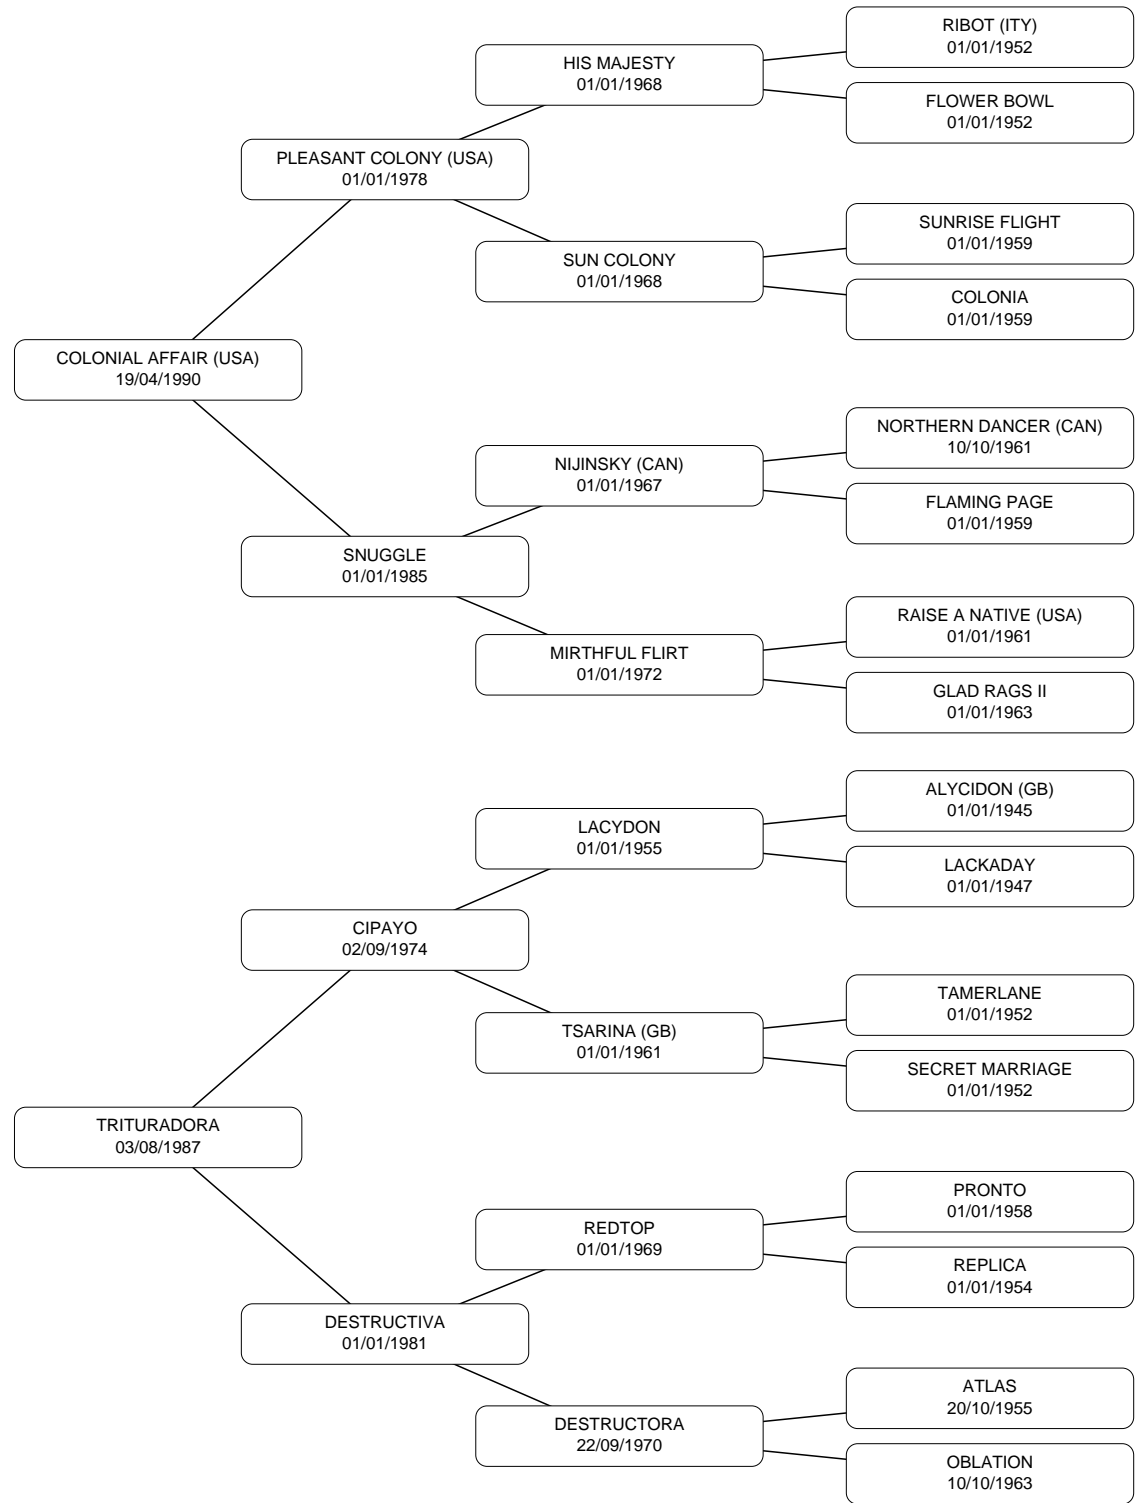 RIBOT (ITY)
01/01/1952
HIS MAJESTY
01/01/1968
FLOWER BOWL
01/01/1952
PLEASANT COLONY (USA)
01/01/1978
SUNRISE FLIGHT
01/01/1959
SUN COLONY
01/01/1968
COLONIA
01/01/1959
COLONIAL AFFAIR (USA)
19/04/1990
NORTHERN DANCER (CAN)
10/10/1961
NIJINSKY (CAN)
01/01/1967
FLAMING PAGE
01/01/1959
SNUGGLE
01/01/1985
RAISE A NATIVE (USA)
01/01/1961
MIRTHFUL FLIRT
01/01/1972
GLAD RAGS II
01/01/1963
ALYCIDON (GB)
01/01/1945
LACYDON
01/01/1955
LACKADAY
01/01/1947
CIPAYO
02/09/1974
TAMERLANE
01/01/1952
TSARINA (GB)
01/01/1961
SECRET MARRIAGE
01/01/1952
TRITURADORA
03/08/1987
PRONTO
01/01/1958
REDTOP
01/01/1969
REPLICA
01/01/1954
DESTRUCTIVA
01/01/1981
ATLAS
20/10/1955
DESTRUCTORA
22/09/1970
OBLATION
10/10/1963